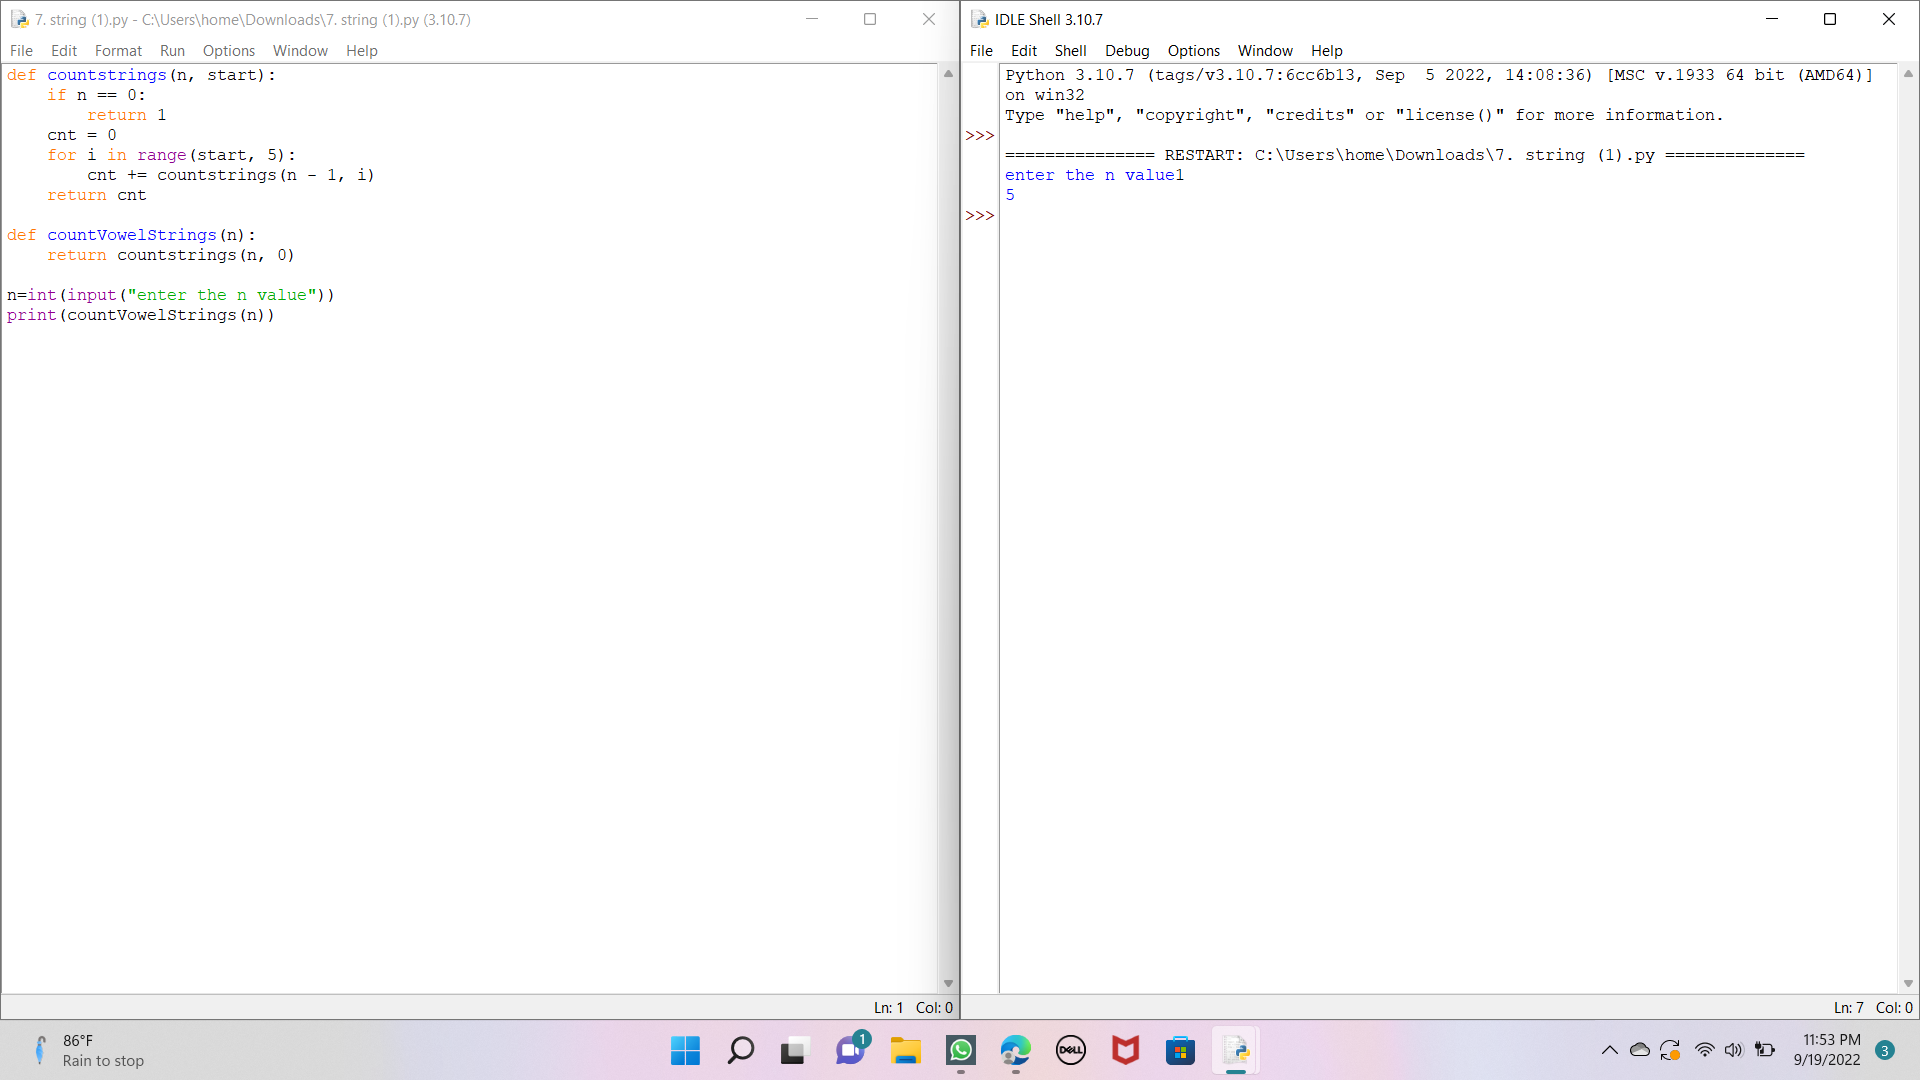 7. string (1).py - C:\Users\home\Downloads\7. string (1).py (3.10.7)
File Edit Format Run Options Window Help
def countstrings(n, start):
    if n == 0:
        return 1
    cnt = 0
    for i in range(start, 5):
        cnt += countstrings(n - 1, i)
    return cnt

def countVowelStrings(n):
    return countstrings(n, 0)

n=int(input("enter the n value"))
print(countVowelStrings(n))
Ln: 1 Col: 0
IDLE Shell 3.10.7
File Edit Shell Debug Options Window Help
Python 3.10.7 (tags/v3.10.7:6cc6b13, Sep  5 2022, 14:08:36) [MSC v.1933 64 bit (AMD64)]
on win32
Type "help", "copyright", "credits" or "license()" for more information.
>>>
=============== RESTART: C:\Users\home\Downloads\7. string (1).py ==============
enter the n value1
5
>>>
Ln: 7 Col: 0
86°F
Rain to stop
1
DELL
11:53 PM
9/19/2022
3